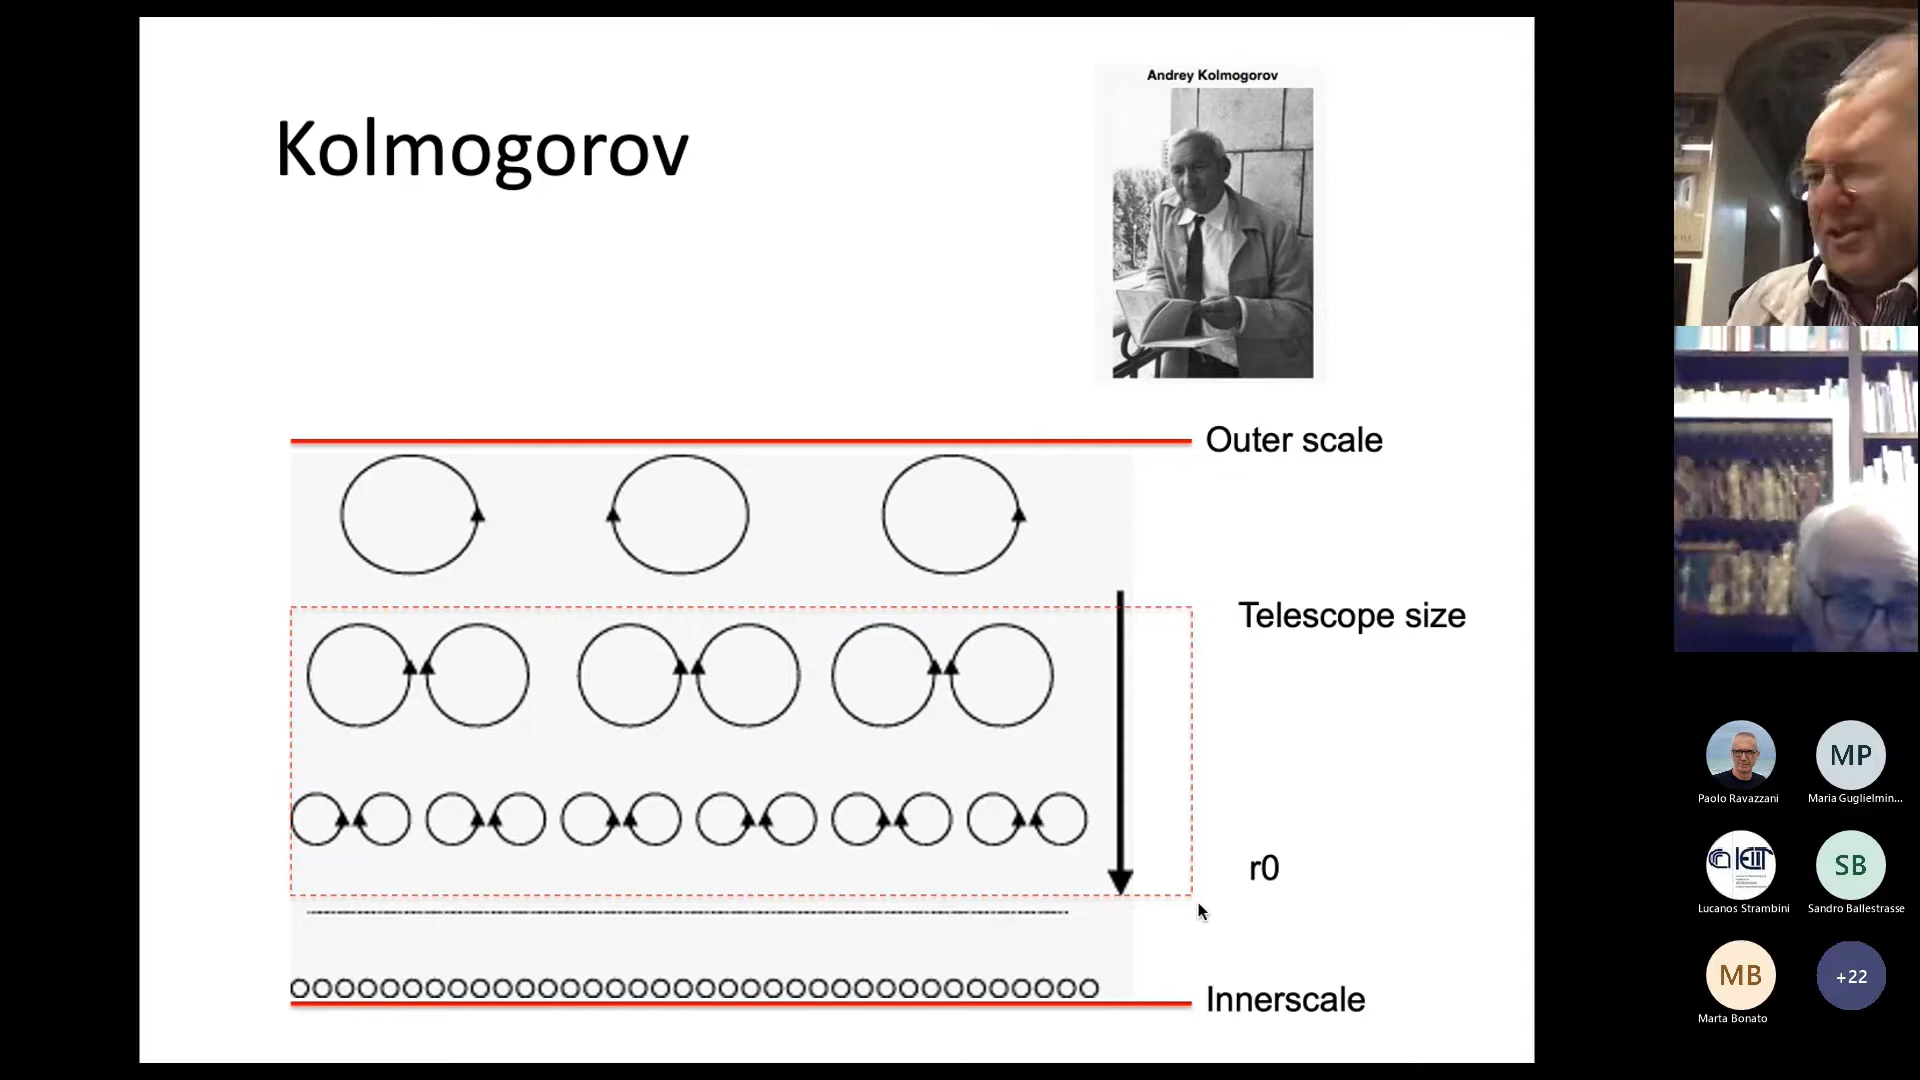 Andrey Kolmogorov
Kolmogorov
Outer scale
Telescope size
r0
Innerscale
Paolo Ravazzani
MP
Maria Guglielmin...
IEIIT
Lucanos Strambini
SB
Sandro Ballestrasse
MB
Marta Bonato
+22